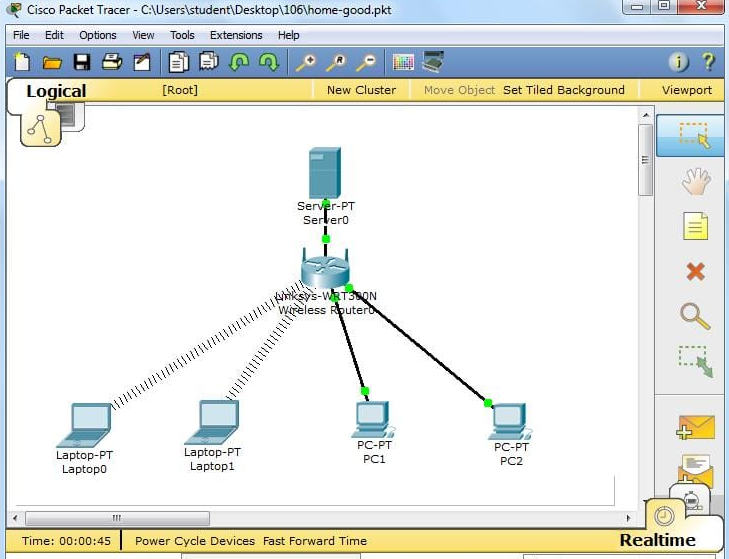 Cisco Packet Tracer - C:\Users\student\Desktop\106\home-good.pkt
File Edit Options View Tools Extensions Help
Logical [Root] New Cluster Move Object Set Tiled Background Viewport
Server-PT
Server0
Linksys-WRT300N
Wireless Router0
Laptop-PT
Laptop0
Laptop-PT
Laptop1
PC-PT
PC1
PC-PT
PC2
Time: 00:00:45 Power Cycle Devices Fast Forward Time Realtime